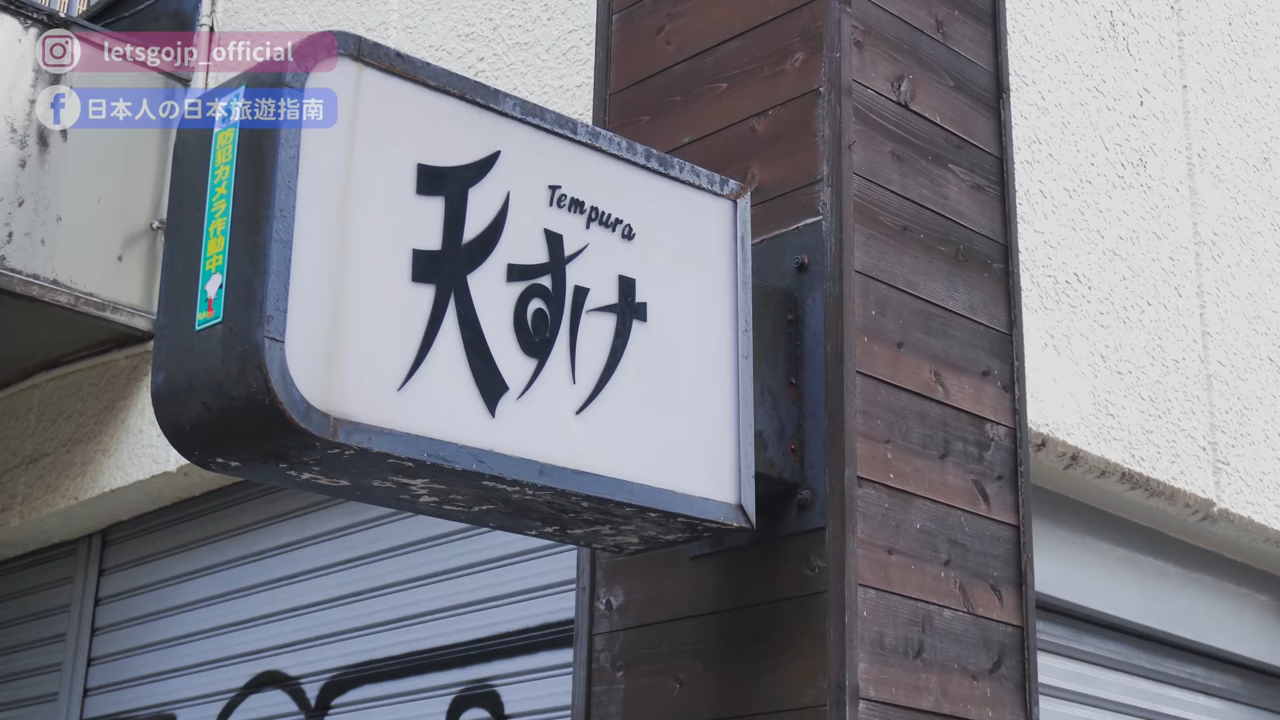 letsgojp_official
日本人の日本旅遊指南
防犯カメラ作動中
Tempura
天すけ